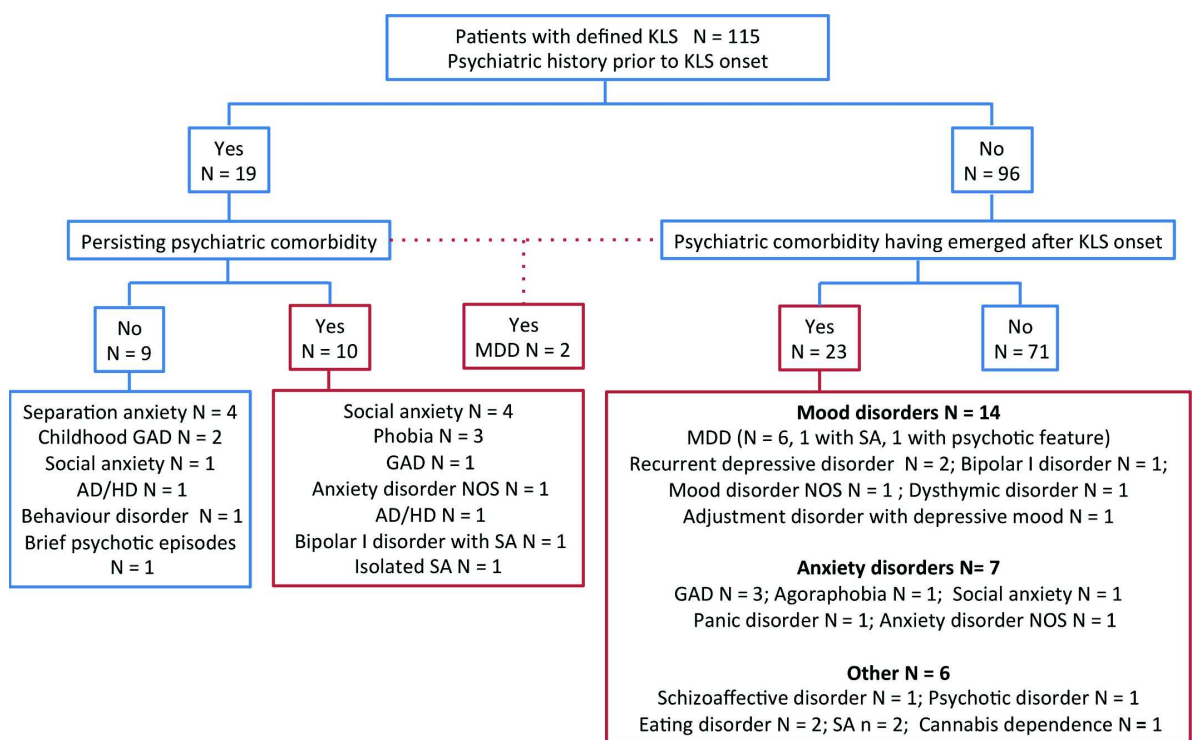 Patients with defined KLS N = 115
Psychiatric history prior to KLS onset
Yes
N = 19
No
N = 96
Persisting psychiatric comorbidity
Psychiatric comorbidity having emerged after KLS onset
No
N = 9
Yes
N = 10
Yes
MDD N = 2
Yes
N = 23
No
N = 71
Separation anxiety N = 4
Childhood GAD N = 2
Social anxiety N = 1
AD/HD N = 1
Behaviour disorder N = 1
Brief psychotic episodes
N = 1
Social anxiety N = 4
Phobia N = 3
GAD N = 1
Anxiety disorder NOS N = 1
AD/HD N = 1
Bipolar I disorder with SA N = 1
Isolated SA N = 1
Mood disorders N = 14
MDD (N = 6, 1 with SA, 1 with psychotic feature)
Recurrent depressive disorder N = 2; Bipolar I disorder N = 1;
Mood disorder NOS N = 1 ; Dysthymic disorder N = 1
Adjustment disorder with depressive mood N = 1
Anxiety disorders N= 7
GAD N = 3; Agoraphobia N = 1; Social anxiety N = 1
Panic disorder N = 1; Anxiety disorder NOS N = 1
Other N = 6
Schizoaffective disorder N = 1; Psychotic disorder N = 1
Eating disorder N = 2; SA n = 2; Cannabis dependence N = 1